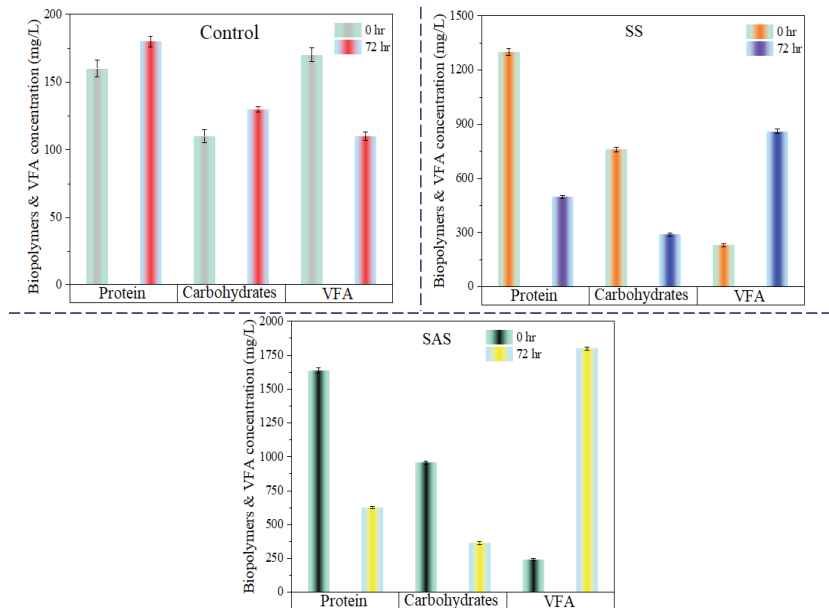 Control
0 hr
72 hr
Biopolymers & VFA concentration (mg/L)
200
150
100
50
0
Protein Carbohydrates VFA
SS
0 hr
72 hr
Biopolymers & VFA concentration (mg/L)
1500
1200
900
600
300
0
Protein Carbohydrates VFA
SAS
0 hr
72 hr
Biopolymers & VFA concentration (mg/L)
2000
1750
1500
1250
1000
750
500
250
0
Protein Carbohydrates VFA